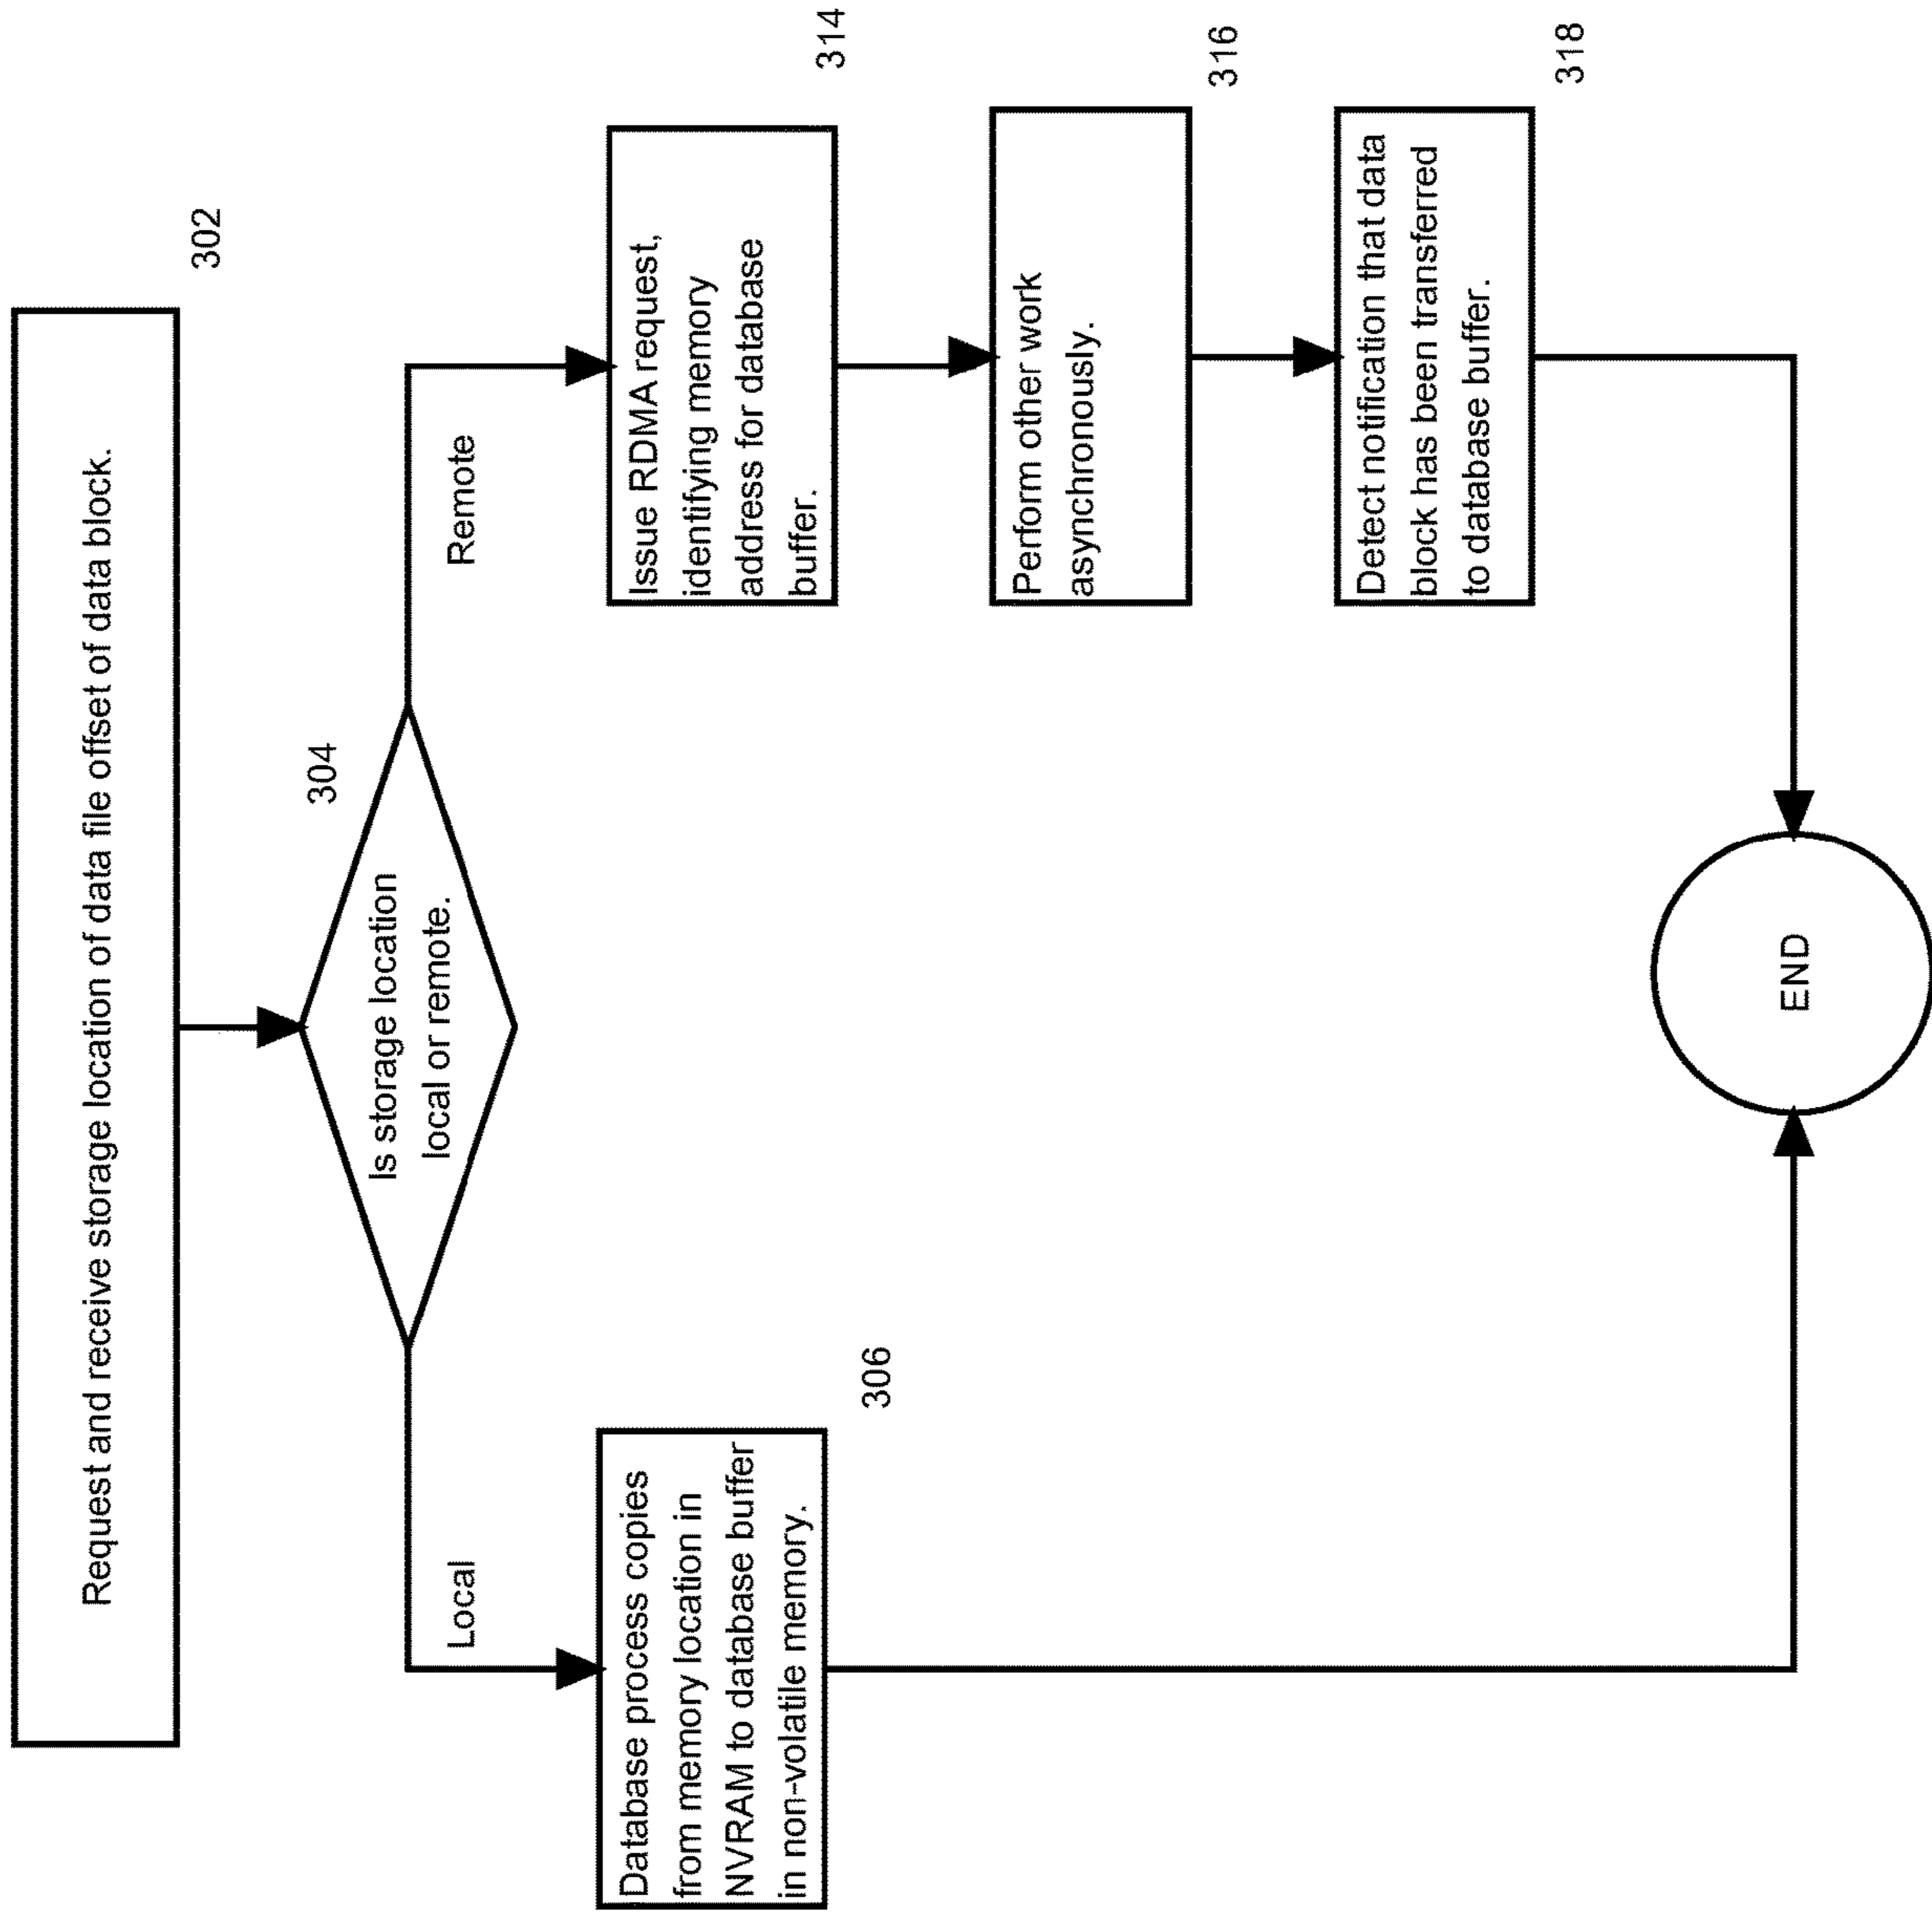 Request and receive storage location of data file offset of data block.
302
304
Is storage location
local or remote.
Local
Remote
Database process copies
from memory location in
NVRAM to database buffer
in non-volatile memory.
306
Issue RDMA request,
identifying memory
address for database
buffer.
314
Perform other work
asynchronously.
316
Detect notification that data
block has been transferred
to database buffer.
318
END